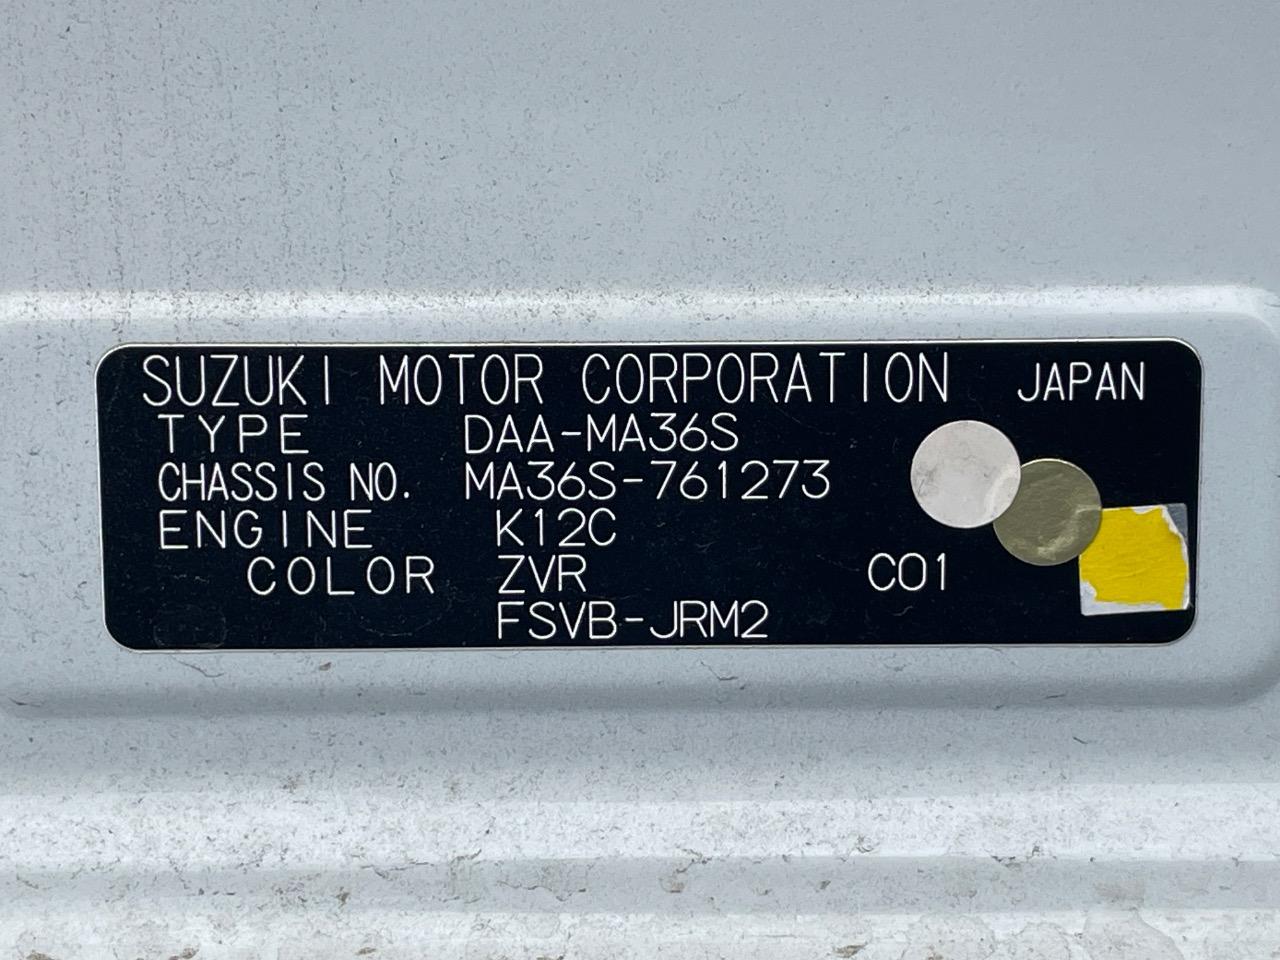 SUZUKI MOTOR CORPORATION JAPAN
TYPE DAA-MA36S
CHASSIS NO. MA36S-761273
ENGINE K12C
COLOR ZVR C01
FSVB-JRM2